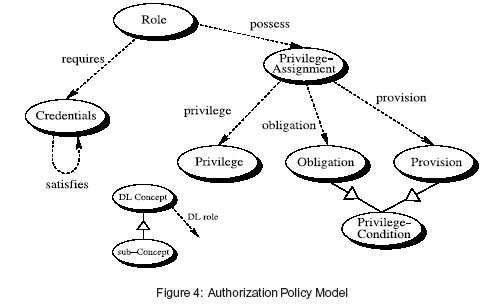 Role
possess
requires
Privilege-
Assignment
privilege
provision
Credentials
obligation
Privilege
Obligation
Provision
satisfies
DL Concept
DL role
Privilege-
Condition
sub-Concept
Figure 4: Authorization Policy Model